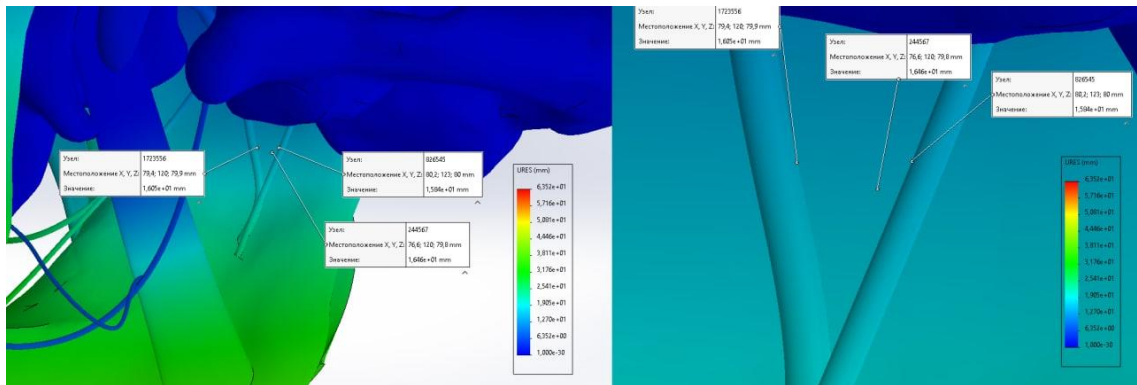 Узел: 1723556
Местоположение X, Y, Z: 79,4; 120; 79,9 mm
Значение: 1,605e+01 mm
Узел: 826545
Местоположение X, Y, Z: 80,2; 123; 80 mm
Значение: 1,584e+01 mm
Узел: 244567
Местоположение X, Y, Z: 76,6; 120; 79,8 mm
Значение: 1,646e+01 mm
URES (mm)
6,352e+01
5,716e+01
5,081e+01
4,446e+01
3,811e+01
3,176e+01
2,541e+01
1,905e+01
1,270e+01
6,352e+00
1,000e-30
Узел: 1723556
Местоположение X, Y, Z: 79,4; 120; 79,9 mm
Значение: 1,605e+01 mm
Узел: 244567
Местоположение X, Y, Z: 76,6; 120; 79,8 mm
Значение: 1,646e+01 mm
Узел: 826545
Местоположение X, Y, Z: 80,2; 123; 80 mm
Значение: 1,584e+01 mm
URES (mm)
6,352e+01
5,716e+01
5,081e+01
4,446e+01
3,811e+01
3,176e+01
2,541e+01
1,905e+01
1,270e+01
6,352e+00
1,000e-30